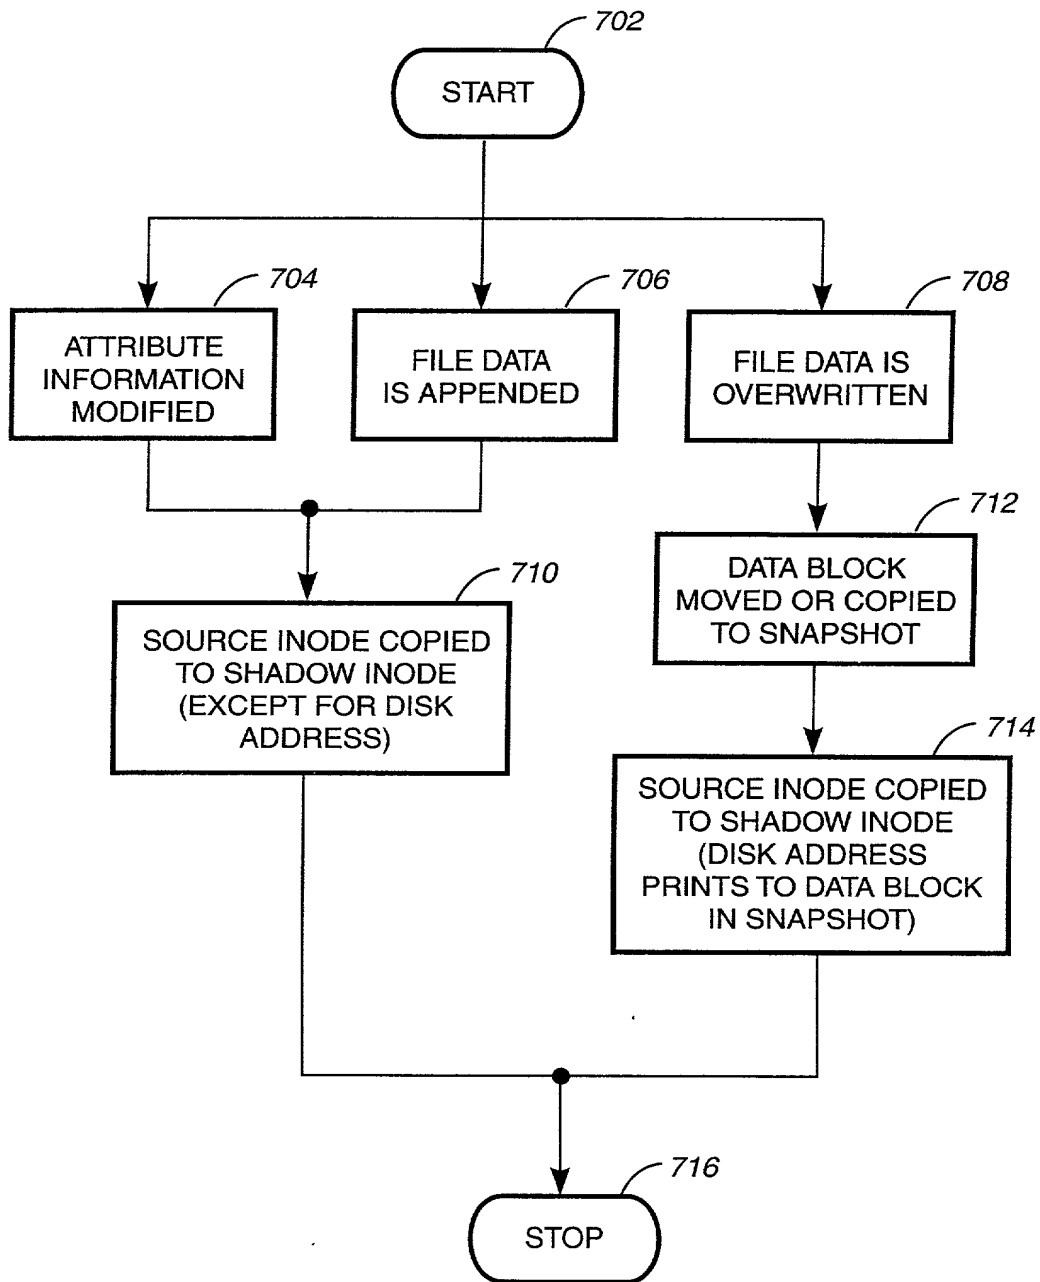 702
START
704
706
708
ATTRIBUTE
INFORMATION
MODIFIED
FILE DATA
IS APPENDED
FILE DATA IS
OVERWRITTEN
712
DATA BLOCK
MOVED OR COPIED
TO SNAPSHOT
710
SOURCE INODE COPIED
TO SHADOW INODE
(EXCEPT FOR DISK
ADDRESS)
714
SOURCE INODE COPIED
TO SHADOW INODE
(DISK ADDRESS
PRINTS TO DATA BLOCK
IN SNAPSHOT)
716
STOP